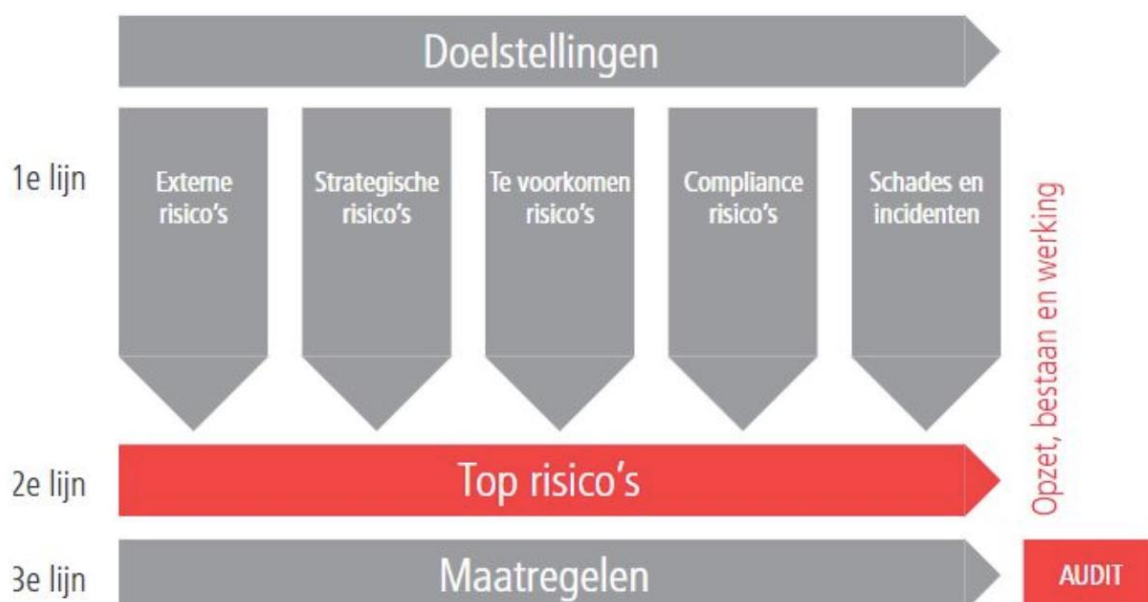 Doelstellingen
1e lijn
Externe
risico's
Strategische
risico's
Te voorkomen
risico's
Compliance
risico's
Schades en
incidenten
Opzet, bestaan en werking
2e lijn
Top risico's
3e lijn
Maatregelen
AUDIT